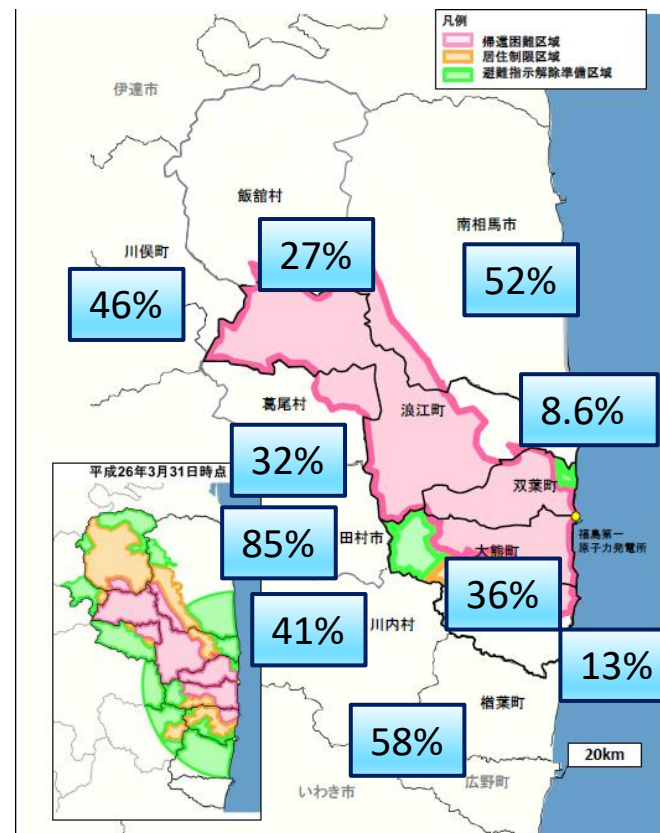 凡例
帰還困難区域
居住制限区域
避難指示解除準備区域
伊達市
飯舘村
南相馬市
川俣町
27%
52%
46%
葛尾村
浪江町
8.6%
平成26年3月31日時点
32%
双葉町
85%
田村市
大熊町
福島第一
原子力発電所
36%
41%
川内村
13%
楢葉町
58%
20km
いわき市
広野町